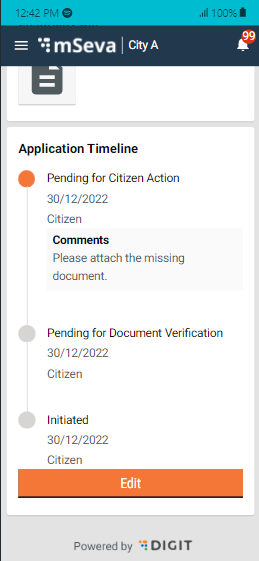 12:42 PM
100%
mSeva | City A
99
Application Timeline
Pending for Citizen Action
30/12/2022
Citizen
Comments
Please attach the missing
document.
Pending for Document Verification
30/12/2022
Citizen
Initiated
30/12/2022
Citizen
Edit
Powered by DIGIT